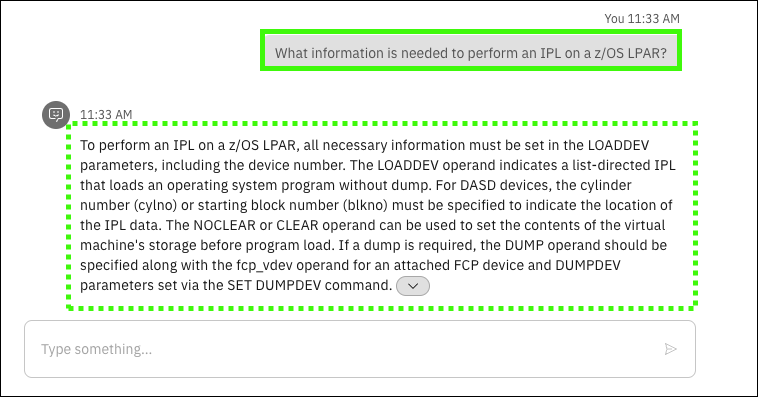 You 11:33 AM
What information is needed to perform an IPL on a z/OS LPAR?
11:33 AM
To perform an IPL on a z/OS LPAR, all necessary information must be set in the LOADDEV
parameters, including the device number. The LOADDEV operand indicates a list-directed IPL
that loads an operating system program without dump. For DASD devices, the cylinder
number (cylno) or starting block number (blkno) must be specified to indicate the location of
the IPL data. The NOCLEAR or CLEAR operand can be used to set the contents of the virtual
machine's storage before program load. If a dump is required, the DUMP operand should be
specified along with the fcp_vdev operand for an attached FCP device and DUMPDEV
parameters set via the SET DUMPDEV command.
Type something...